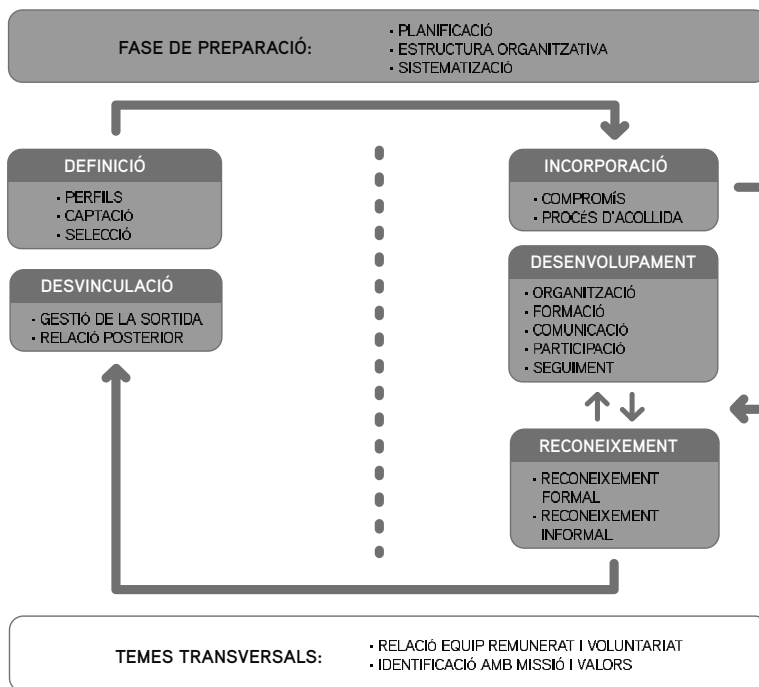 FASE DE PREPARACIÓ:
· PLANIFICACIÓ
· ESTRUCTURA ORGANITZATIVA
· SISTEMATIZACIÓ
DEFINICIÓ
· PERFILS
· CAPTACIÓ
· SELECCIÓ
DESVINCULACIÓ
· GESTIÓ DE LA SORTIDA
· RELACIÓ POSTERIOR
INCORPORACIÓ
· COMPROMÍS
· PROCÉS D'ACOLLIDA
DESENVOLUPAMENT
· ORGANITZACIÓ
· FORMACIÓ
· COMUNICACIÓ
· PARTICIPACIÓ
· SEGUIMENT
RECONEIXEMENT
· RECONEIXEMENT
FORMAL
· RECONEIXEMENT
INFORMAL
TEMES TRANSVERSALS:
· RELACIÓ EQUIP REMUNERAT I VOLUNTARIAT
· IDENTIFICACIÓ AMB MISSIÓ I VALORS